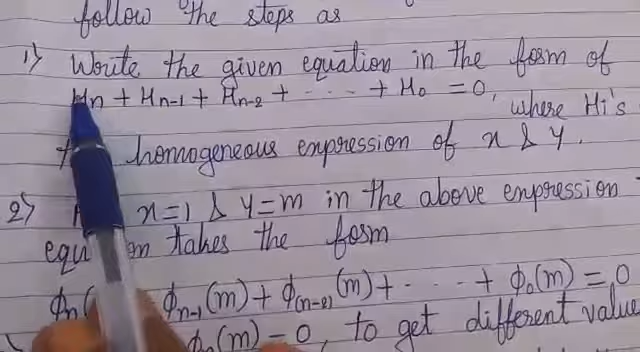 follow the steps as
1) Write the given equation in the form of
Hn + Hn-1 + Hn-2 + ---- + H0 = 0, where Hi's
homogeneous expression of x & y.
2) x=1 & y=m in the above expression
equ m takes the form
ϕn( ϕn-1(m) + ϕ(n-2)(m) + ---- + ϕ0(m) = 0
(m) = 0, to get different value